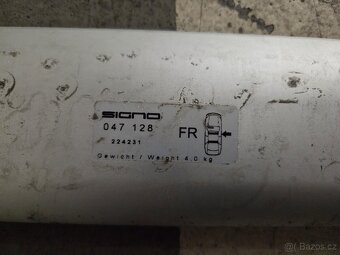 SIGNO
047 128
FR
224231
Gewicht / Weight 4.0 kg
Bazos.cz